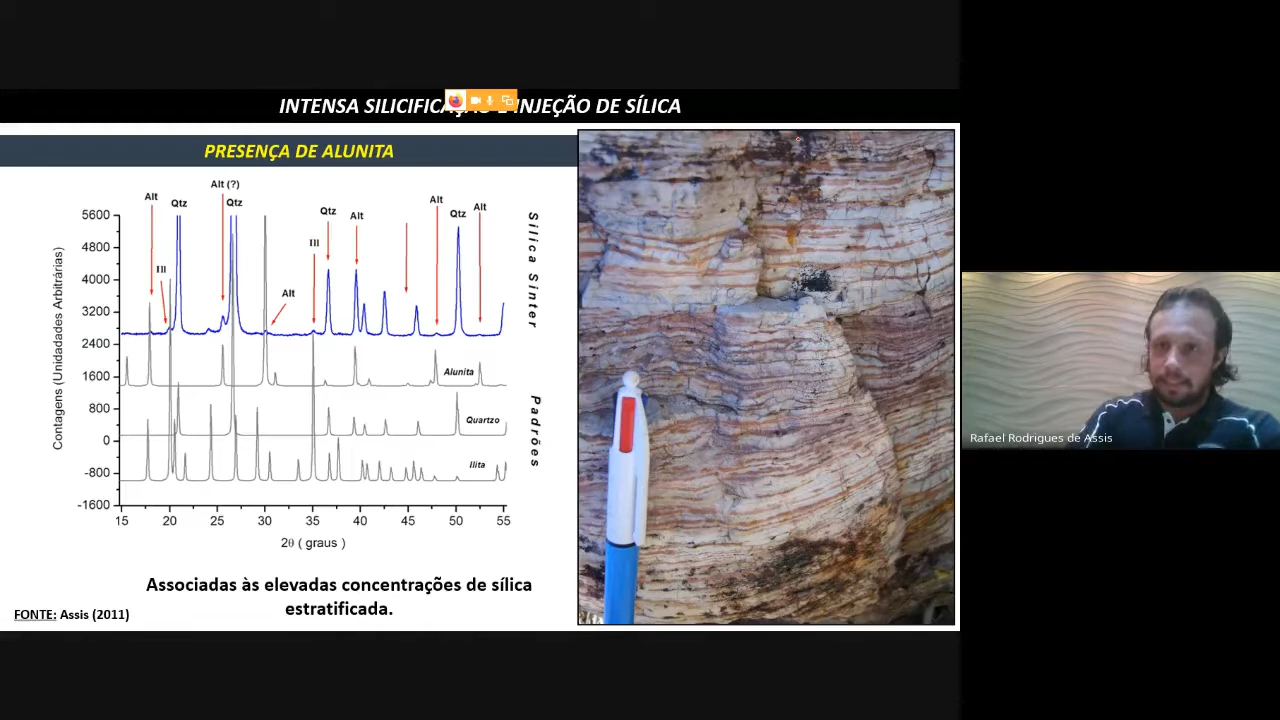 INTENSA SILICIFICAÇÃO E INJEÇÃO DE SÍLICA
PRESENÇA DE ALUNITA
Alt
Qtz
Alt (?)
Qtz
Ill
Alt
Ill
Qtz
Alt
Alt
Qtz
Alt
Sílica Sinter
Padrões
Alunita
Quartzo
Ilita
Contagens (Unidadades Arbitrárias)
5600
4800
4000
3200
2400
1600
800
0
-800
-1600
15 20 25 30 35 40 45 50 55
2θ ( graus )
Associadas às elevadas concentrações de sílica
estratificada.
FONTE: Assis (2011)
Rafael Rodrigues de Assis